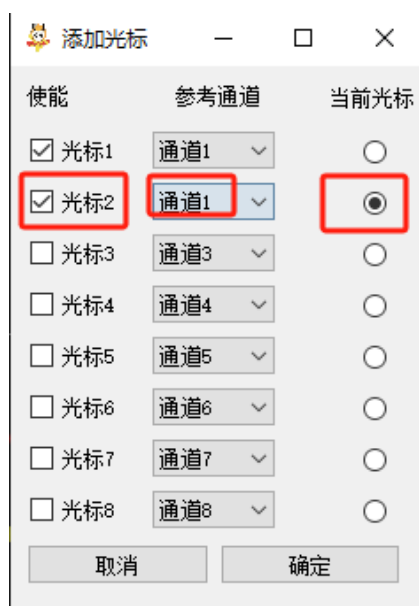 添加光标
使能 参考通道 当前光标
光标1 通道1
光标2 通道1
光标3 通道3
光标4 通道4
光标5 通道5
光标6 通道6
光标7 通道7
光标8 通道8
取消 确定